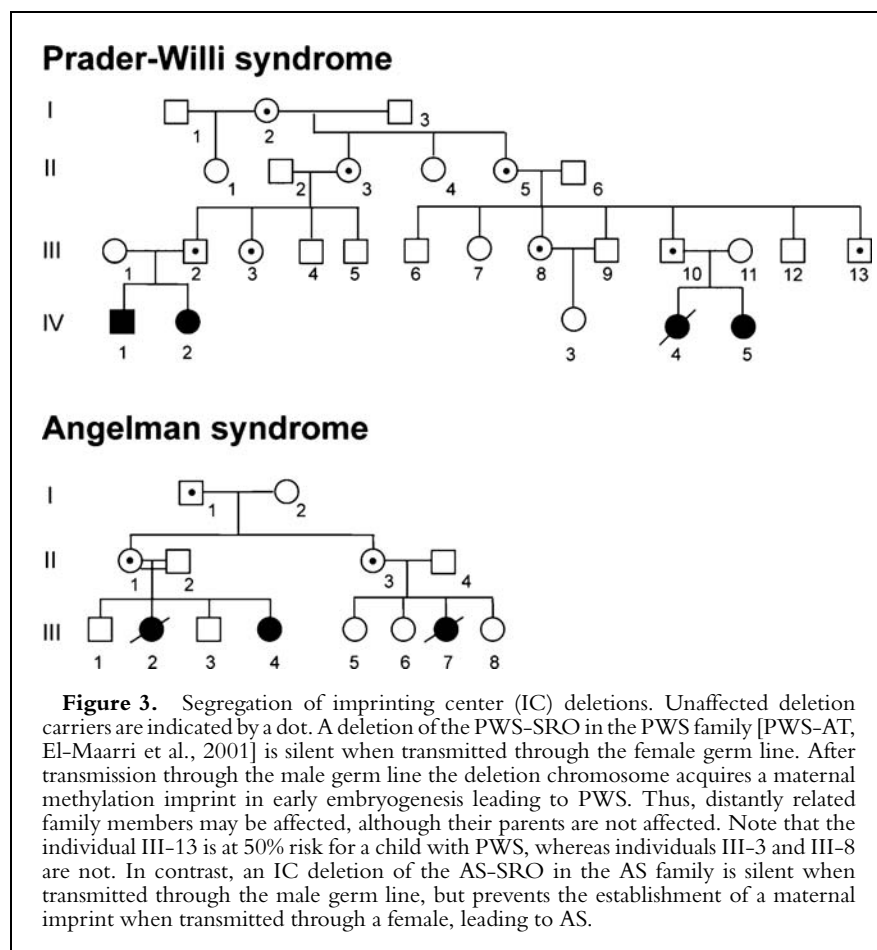 Prader-Willi syndrome
I
1 2 3
II
1 2 3 4 5 6
III
1 2 3 4 5 6 7 8 9 10 11 12 13
IV
1 2 3 4 5
Angelman syndrome
I
1 2
II
1 2 3 4
III
1 2 3 4 5 6 7 8
Figure 3. Segregation of imprinting center (IC) deletions. Unaffected deletion
carriers are indicated by a dot. A deletion of the PWS-SRO in the PWS family [PWS-AT,
El-Maarri et al., 2001] is silent when transmitted through the female germ line. After
transmission through the male germ line the deletion chromosome acquires a maternal
methylation imprint in early embryogenesis leading to PWS. Thus, distantly related
family members may be affected, although their parents are not affected. Note that the
individual III-13 is at 50% risk for a child with PWS, whereas individuals III-3 and III-8
are not. In contrast, an IC deletion of the AS-SRO in the AS family is silent when
transmitted through the male germ line, but prevents the establishment of a maternal
imprint when transmitted through a female, leading to AS.